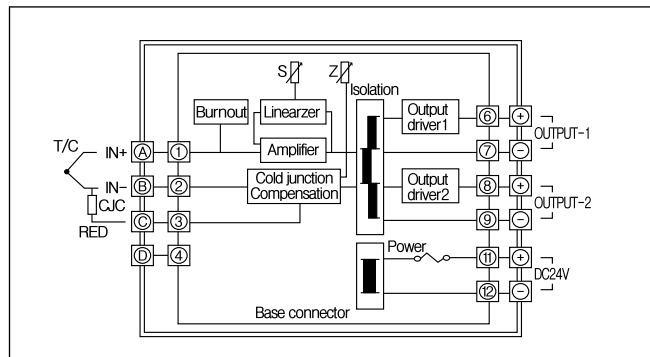 S Z
Isolation
Burnout Linearzer Output driver1 ⑥ +
OUTPUT-1
T/C IN+ Ⓐ ① Amplifier ⑦ −
IN− Ⓑ ② Cold junction Compensation Output driver2 ⑧ +
OUTPUT-2
CJC
RED Ⓒ ③ ⑨ −
Ⓓ ④ Power ⑪ +
DC24V
⑫ −
Base connector